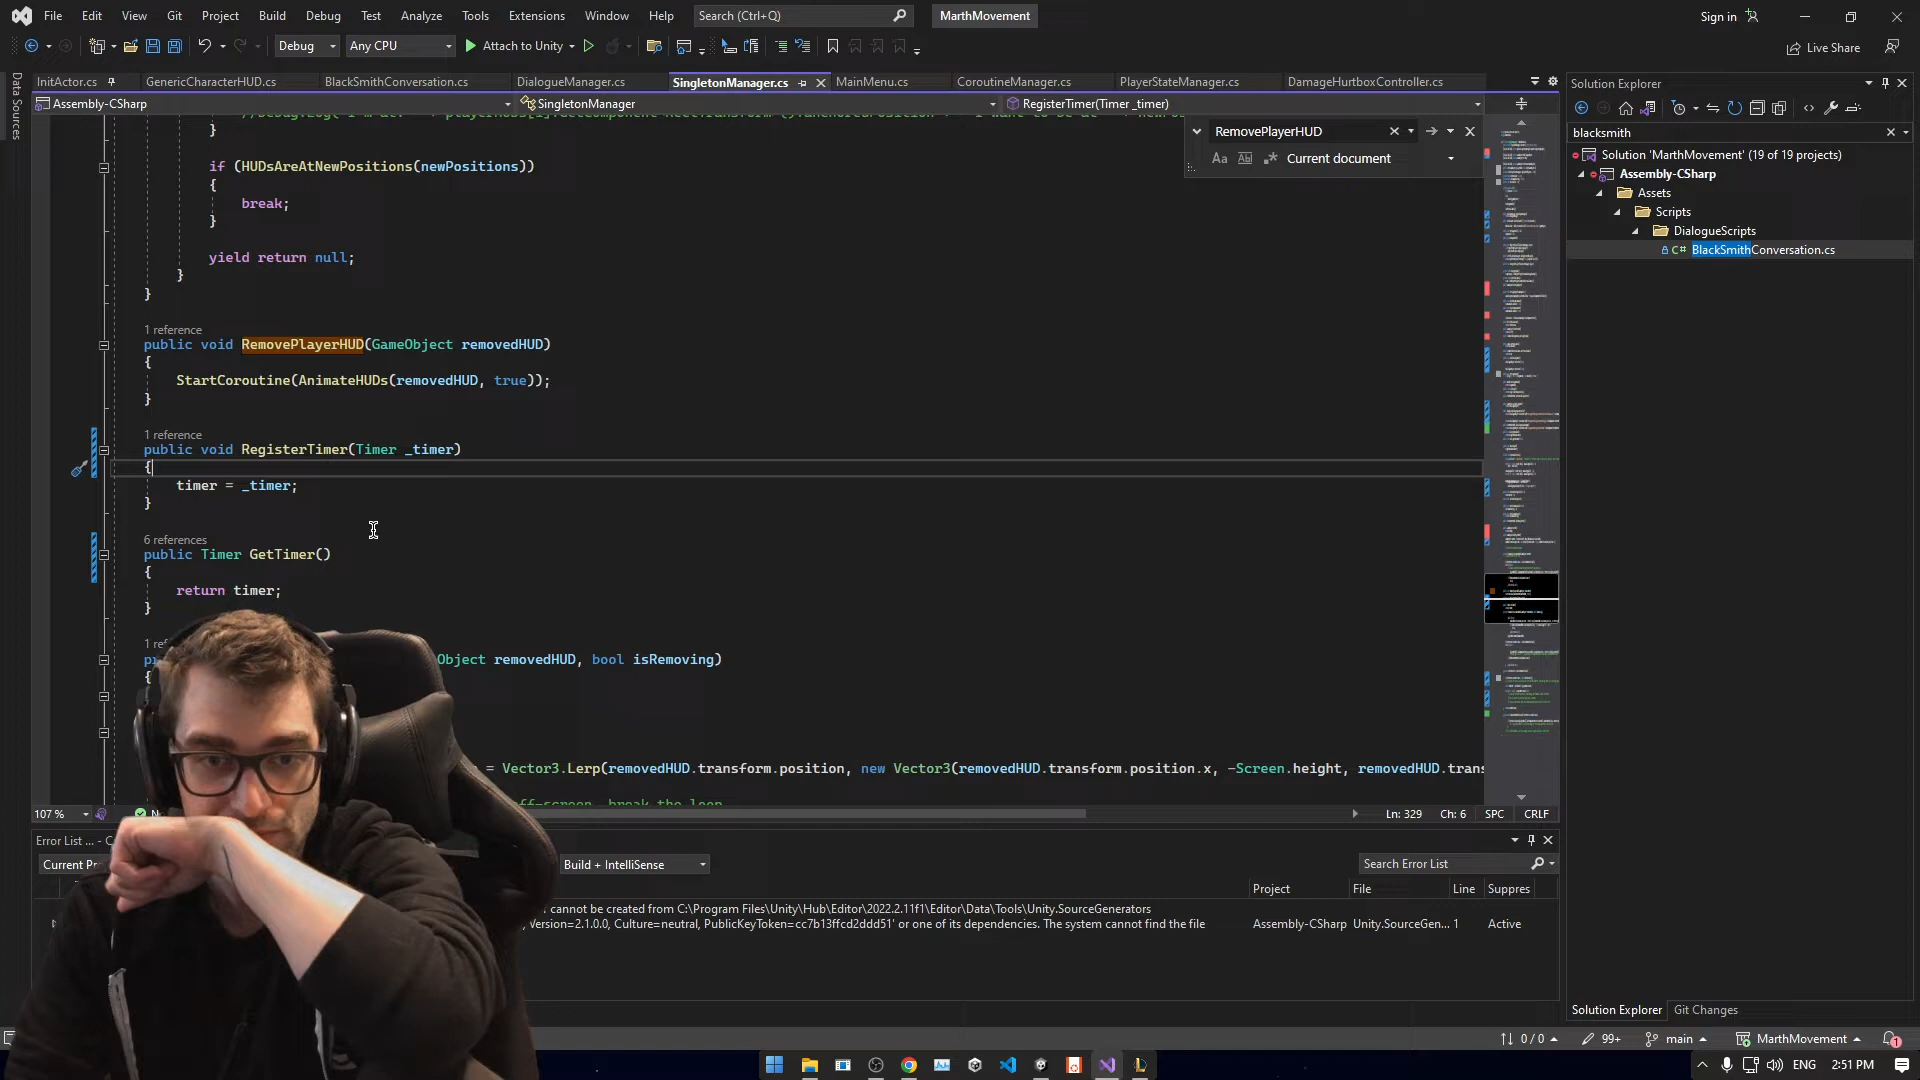 File Edit View Git Project Build Debug Test Analyze Tools Extensions Window Help Search (Ctrl+Q) MarthMovement Sign in
Debug Any CPU Attach to Unity Live Share
InitActor.cs GenericCharacterHUD.cs BlackSmithConversation.cs DialogueManager.cs SingletonManager.cs MainMenu.cs CoroutineManager.cs PlayerStateManager.cs DamageHurtboxController.cs
Data Sources
Assembly-CSharp SingletonManager RegisterTimer(Timer _timer)
}
if (HUDsAreAtNewPositions(newPositions))
{
break;
}
yield return null;
}
}
1 reference
public void RemovePlayerHUD(GameObject removedHUD)
{
StartCoroutine(AnimateHUDs(removedHUD, true));
}
1 reference
public void RegisterTimer(Timer _timer)
{
timer = _timer;
}
6 references
public Timer GetTimer()
{
return timer;
}
Object removedHUD, bool isRemoving)
{
= Vector3.Lerp(removedHUD.transform.position, new Vector3(removedHUD.transform.position.x, -Screen.height, removedHUD.trans
off-screen, break the loop
RemovePlayerHUD
Aa Current document
107 %
Ln: 329 Ch: 6 SPC CRLF
Error List ...
Build + IntelliSense
Search Error List
Project File Line Suppres
cannot be created from C:\Program Files\Unity\Hub\Editor\2022.2.11f1\Editor\Data\Tools\Unity.SourceGenerators
, Version=2.1.0.0, Culture=neutral, PublicKeyToken=cc7b13ffcd2ddd51' or one of its dependencies. The system cannot find the file Assembly-CSharp Unity.SourceGen... 1 Active
Solution Explorer
blacksmith
Solution 'MarthMovement' (19 of 19 projects)
Assembly-CSharp
Assets
Scripts
DialogueScripts
C# BlackSmithConversation.cs
Solution Explorer Git Changes
0 / 0 99+ main MarthMovement 1
ENG 2:51 PM